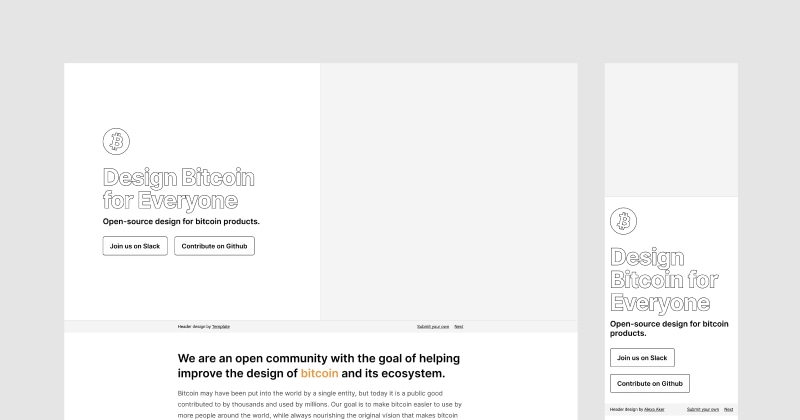 Design Bitcoin
for Everyone
Open-source design for bitcoin products.
Join us on Slack
Contribute on Github
Header design by Template
Submit your own
Next
We are an open community with the goal of helping
improve the design of bitcoin and its ecosystem.
Bitcoin may have been put into the world by a single entity, but today it is a public good
contributed to by thousands and used by millions. Our goal is to make bitcoin easier to use by
more people around the world, while always nourishing the original vision that makes bitcoin
Design
Bitcoin for
Everyone
Open-source design for bitcoin
products.
Join us on Slack
Contribute on Github
Header design by Alexa Aker
Submit your own
Next